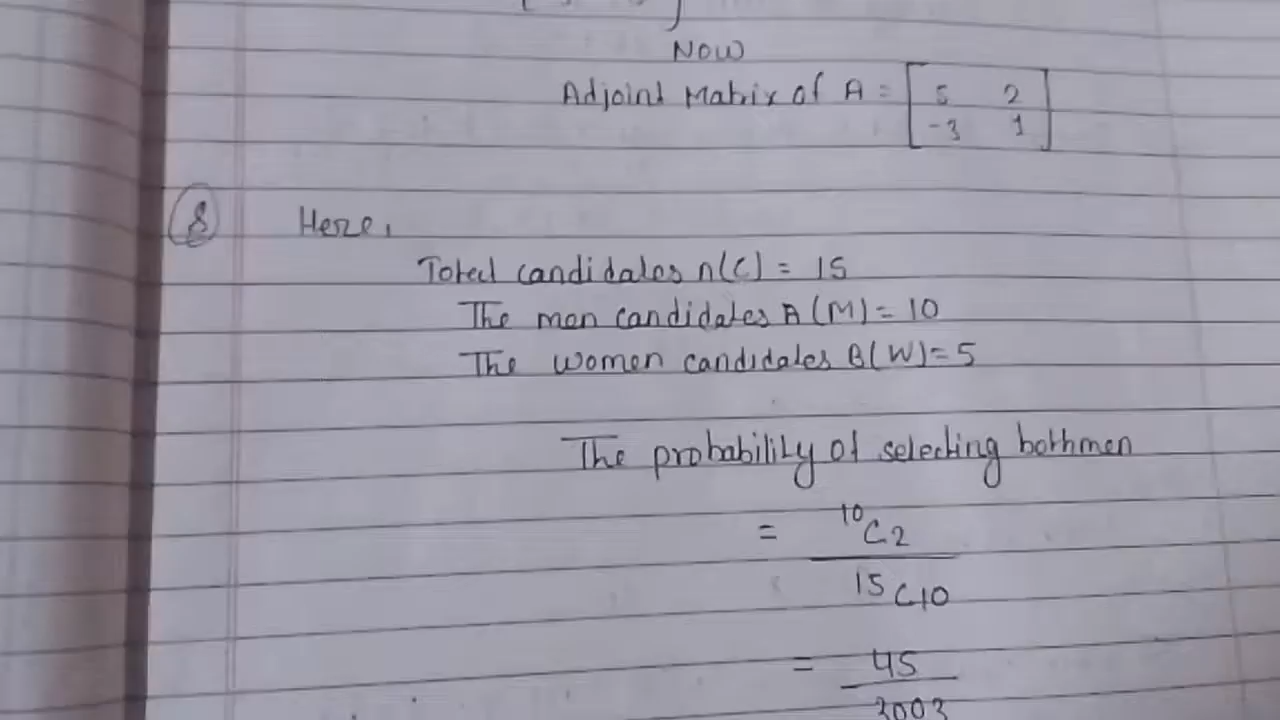 Now
Adjoint Matrix of A = [ 5 2
-3 1 ]
8 Here,
Total candidates n(C) = 15
The men candidates A(M) = 10
The women candidates B(W) = 5
The probability of selecting bothmen
= 10C2
15C10
= 45
3003